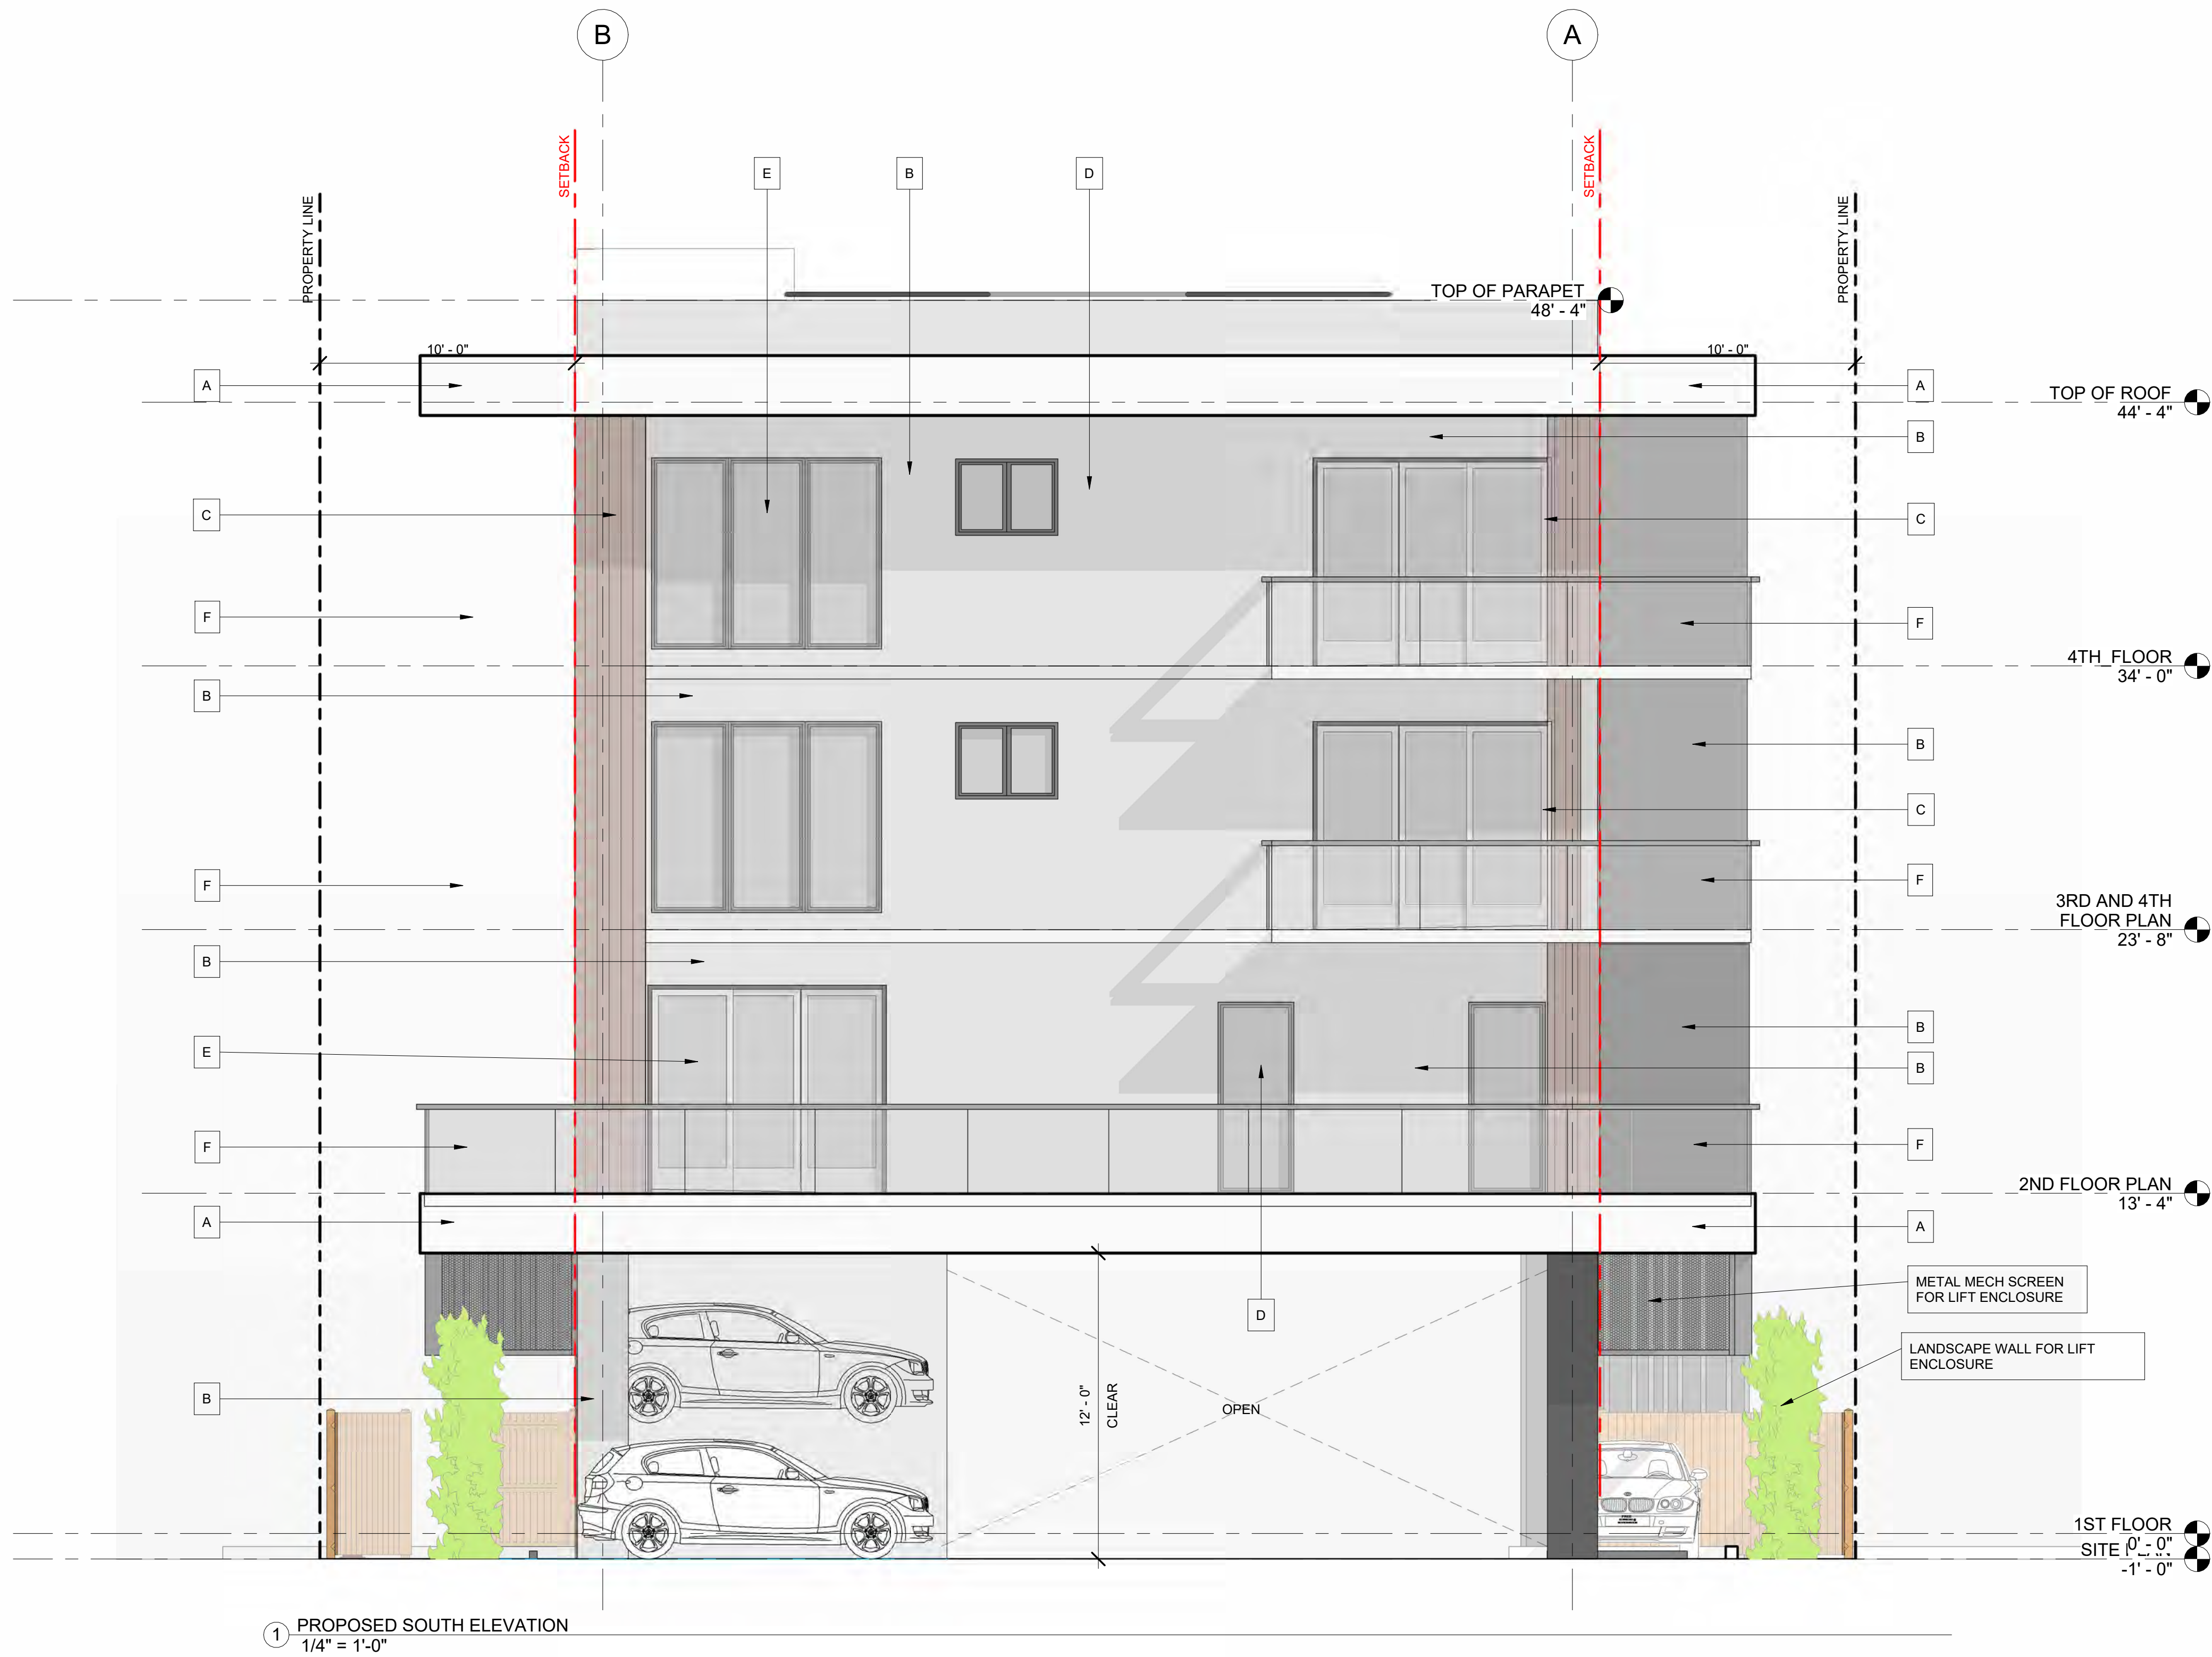 B
A
SETBACK
SETBACK
E
B
D
PROPERTY LINE
PROPERTY LINE
TOP OF PARAPET
48' - 4"
10' - 0"
10' - 0"
A
A
TOP OF ROOF
44' - 4"
B
C
C
F
F
4TH FLOOR
34' - 0"
B
B
C
F
F
3RD AND 4TH
FLOOR PLAN
23' - 8"
B
B
E
B
F
F
2ND FLOOR PLAN
13' - 4"
A
A
METAL MECH SCREEN
FOR LIFT ENCLOSURE
D
LANDSCAPE WALL FOR LIFT
ENCLOSURE
B
12' - 0"
CLEAR
OPEN
1ST FLOOR
0' - 0"
SITE
-1' - 0"
1
PROPOSED SOUTH ELEVATION
1/4" = 1'-0"